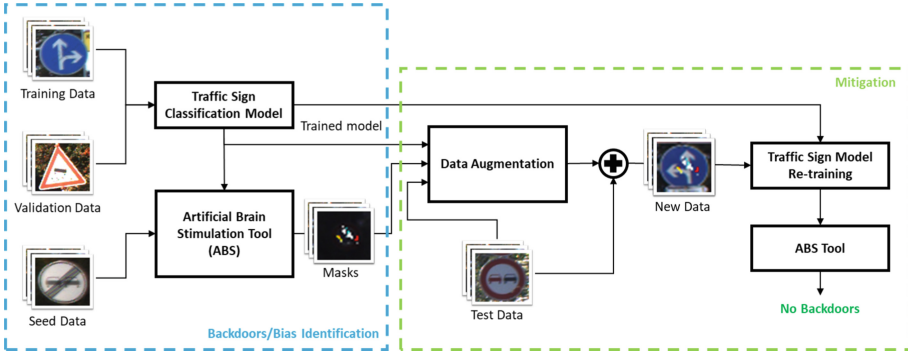 Training Data
Validation Data
Seed Data
Traffic Sign
Classification Model
Trained model
Artificial Brain
Stimulation Tool
(ABS)
Masks
Backdoors/Bias Identification
Mitigation
Data Augmentation
Test Data
New Data
Traffic Sign Model
Re-training
ABS Tool
No Backdoors